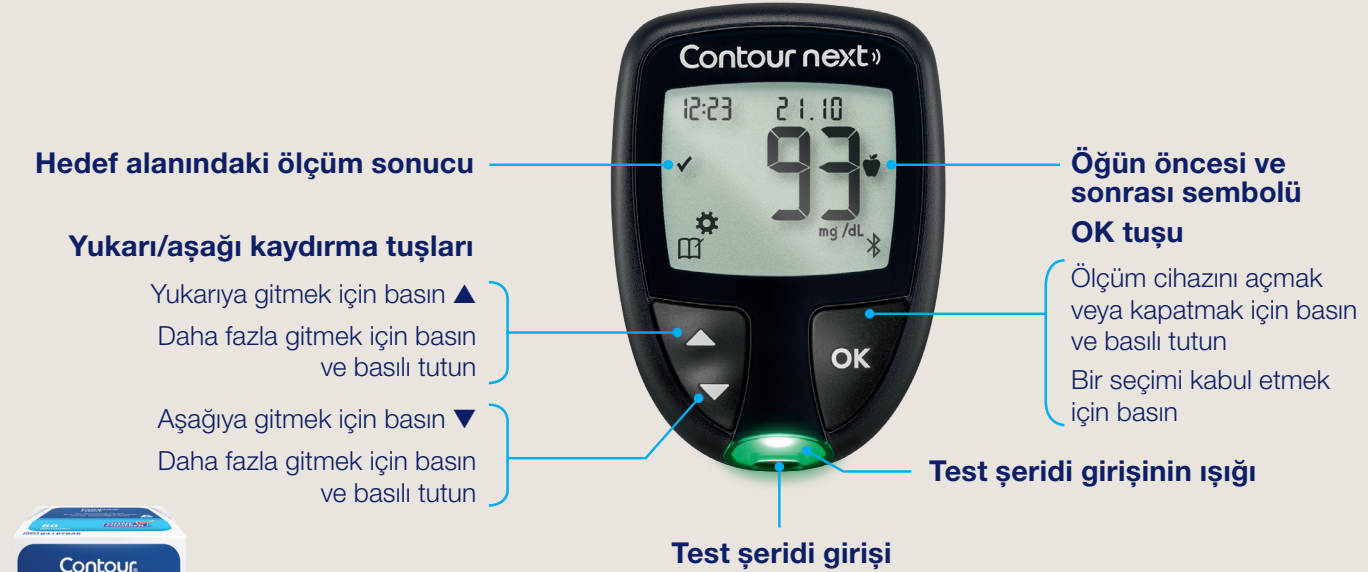 Contour next
12:23 21.10
93
mg/dL
Hedef alanındaki ölçüm sonucu
Yukarı/aşağı kaydırma tuşları
Yukarıya gitmek için basın ▲
Daha fazla gitmek için basın
ve basılı tutun
Aşağıya gitmek için basın ▼
Daha fazla gitmek için basın
ve basılı tutun
Öğün öncesi ve
sonrası sembolü
OK tuşu
Ölçüm cihazını açmak
veya kapatmak için basın
ve basılı tutun
Bir seçimi kabul etmek
için basın
OK
Test şeridi girişinin ışığı
Test şeridi girişi
50
Contour